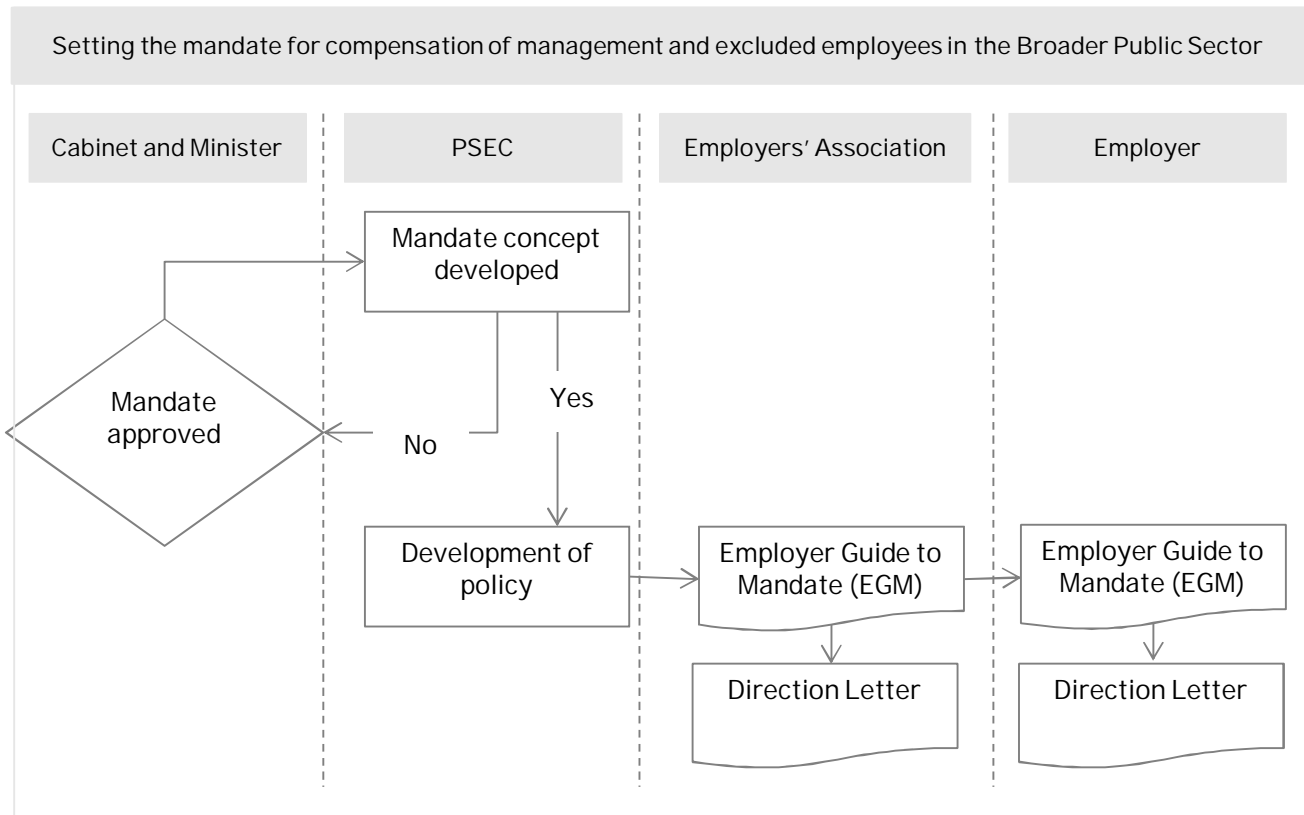 Setting the mandate for compensation of management and excluded employees in the Broader Public Sector
Cabinet and Minister
PSEC
Employers' Association
Employer
Mandate concept
developed
Mandate
approved
Yes
No
Development of
policy
Employer Guide to
Mandate (EGM)
Employer Guide to
Mandate (EGM)
Direction Letter
Direction Letter